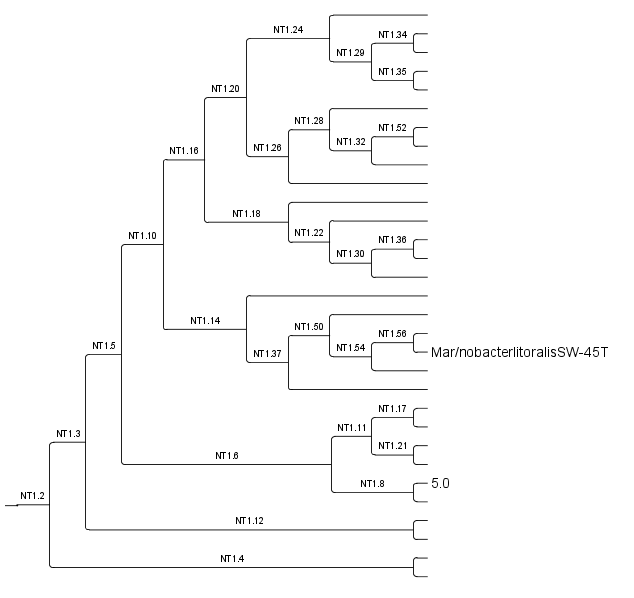 NT1.24
NT1.34
NT1.29
NT1.35
NT1.20
NT1.28
NT1.52
NT1.32
NT1.26
NT1.16
NT1.18
NT1.36
NT1.22
NT1.30
NT1.10
NT1.14
NT1.50
NT1.56
NT1.54
Mar/nobacterlitoralisSW-45T
NT1.37
NT1.5
NT1.17
NT1.11
NT1.21
NT1.3
NT1.6
NT1.8
5.0
NT1.2
NT1.12
NT1.4